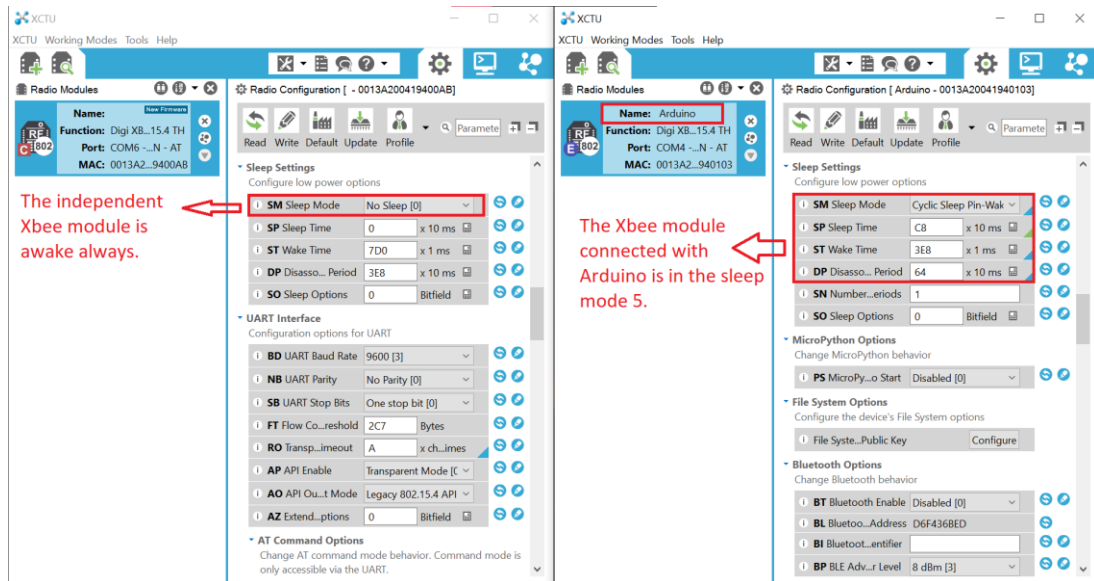 XCTU
XCTU Working Modes Tools Help
Radio Modules
Name:
New Firmware
Function: Digi XB...15.4 TH
Port: COM6 -...N - AT
MAC: 0013A2...9400AB
RF
C 802
The independent
Xbee module is
awake always.
Radio Configuration [ - 0013A200419400AB]
Read Write Default Update Profile
Paramete
Sleep Settings
Configure low power options
SM Sleep Mode No Sleep [0]
SP Sleep Time 0 x 10 ms
ST Wake Time 7D0 x 1 ms
DP Disasso... Period 3E8 x 10 ms
SO Sleep Options 0 Bitfield
UART Interface
Configuration options for UART
BD UART Baud Rate 9600 [3]
NB UART Parity No Parity [0]
SB UART Stop Bits One stop bit [0]
FT Flow Co...reshold 2C7 Bytes
RO Transp...imeout A x ch...imes
AP API Enable Transparent Mode [0
AO API Ou...t Mode Legacy 802.15.4 API
AZ Extend...ptions 0 Bitfield
AT Command Options
Change AT command mode behavior. Command mode is
only accessible via the UART.
XCTU
XCTU Working Modes Tools Help
Radio Modules
Name: Arduino
Function: Digi XB...15.4 TH
Port: COM4 -...N - AT
MAC: 0013A2...940103
RF
E 802
The Xbee module
connected with
Arduino is in the sleep
mode 5.
Radio Configuration [ Arduino - 0013A20041940103]
Read Write Default Update Profile
Paramete
Sleep Settings
Configure low power options
SM Sleep Mode Cyclic Sleep Pin-Wak
SP Sleep Time C8 x 10 ms
ST Wake Time 3E8 x 1 ms
DP Disasso... Period 64 x 10 ms
SN Number...eriods 1
SO Sleep Options 0 Bitfield
MicroPython Options
Change MicroPython behavior
PS MicroPy...o Start Disabled [0]
File System Options
Configure the device's File System options
File Syste...Public Key Configure
Bluetooth Options
Change Bluetooth behavior
BT Bluetooth Enable Disabled [0]
BL Bluetoo...Address D6F436BED
BI Bluetoot...entifier
BP BLE Adv...r Level 8 dBm [3]